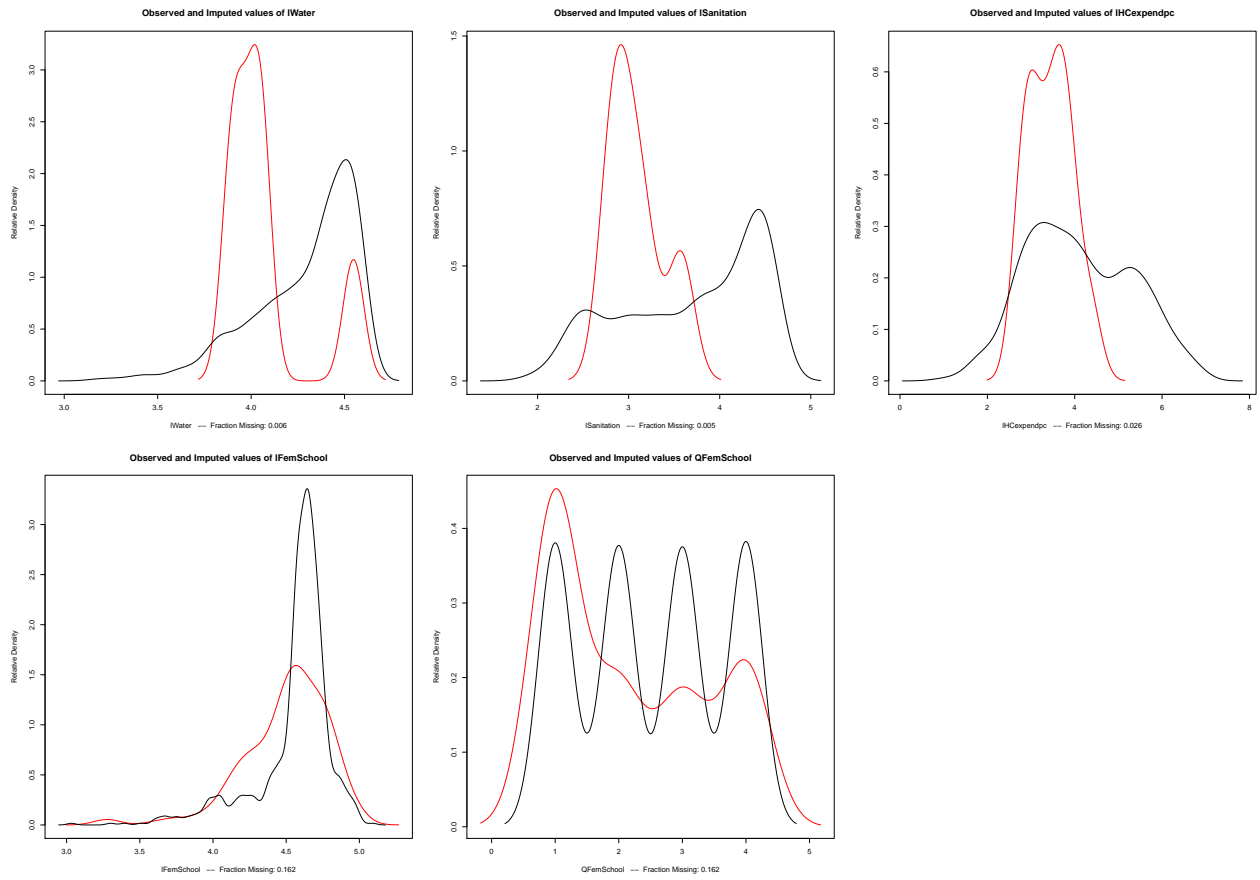 Observed and Imputed values of lWater
Relative Density
0.0 0.5 1.0 1.5 2.0 2.5 3.0
3.0 3.5 4.0 4.5
lWater −− Fraction Missing: 0.006
Observed and Imputed values of lSanitation
Relative Density
0.0 0.5 1.0 1.5
2 3 4 5
lSanitation −− Fraction Missing: 0.005
Observed and Imputed values of lHCexpendpc
Relative Density
0.0 0.1 0.2 0.3 0.4 0.5 0.6
0 2 4 6 8
lHCexpendpc −− Fraction Missing: 0.026
Observed and Imputed values of lFemSchool
Relative Density
0.0 0.5 1.0 1.5 2.0 2.5 3.0
3.0 3.5 4.0 4.5 5.0
lFemSchool −− Fraction Missing: 0.162
Observed and Imputed values of QFemSchool
Relative Density
0.0 0.1 0.2 0.3 0.4
0 1 2 3 4 5
QFemSchool −− Fraction Missing: 0.162